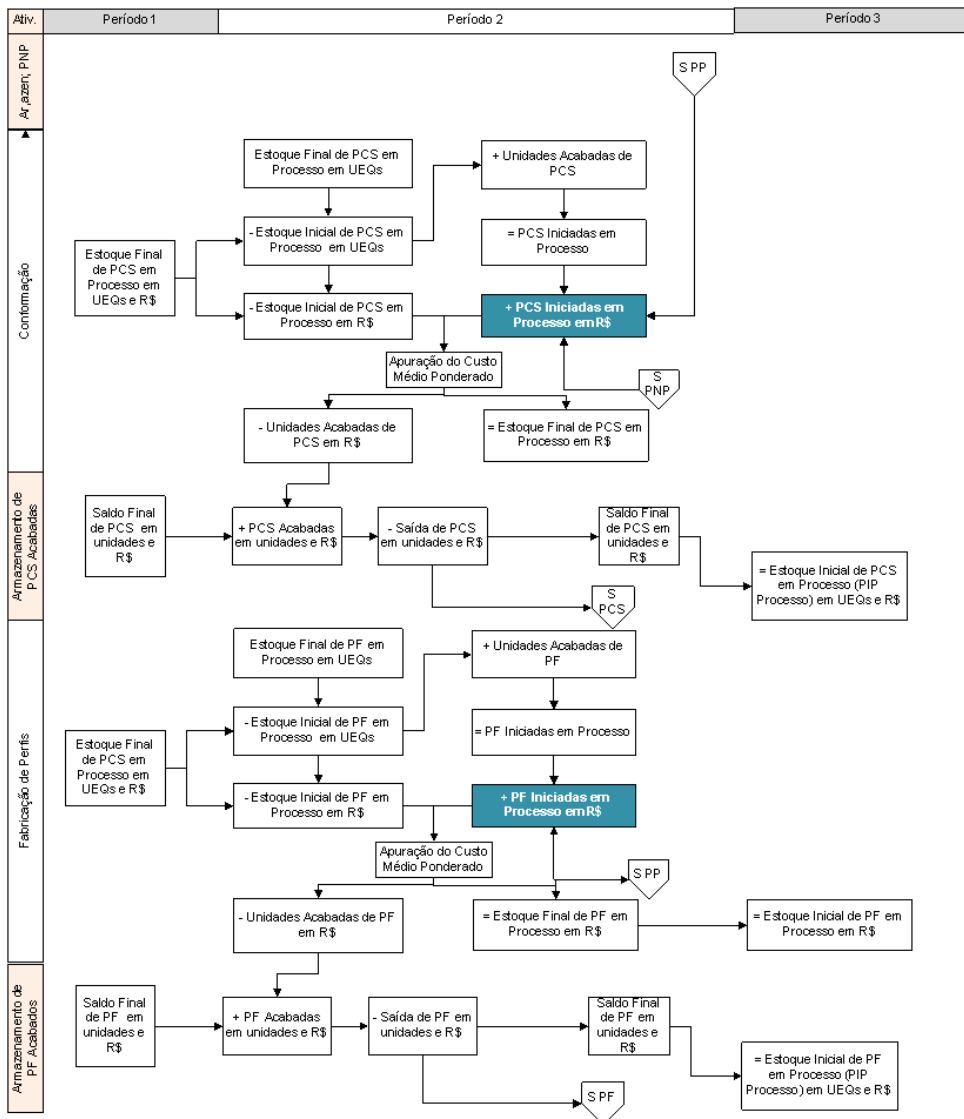 Ativ.
Período 1
Período 2
Período 3
Ar,azen; PNP
S PP
Conformação
Estoque Final de PCS em
Processo em UEQs
+ Unidades Acabadas de
PCS
Estoque Final
de PCS em
Processo em
UEQs e R$
- Estoque Inicial de PCS em
Processo em UEQs
= PCS Iniciadas em
Processo
- Estoque Inicial de PCS em
Processo em R$
+ PCS Iniciadas em
Processo em R$
Apuração do Custo
Médio Ponderado
S
PNP
- Unidades Acabadas de
PCS em R$
= Estoque Final de PCS em
Processo em R$
Armazenamento de
PCS Acabadas
Saldo Final
de PCS em
unidades e
R$
+ PCS Acabadas
em unidades e R$
- Saída de PCS
em unidades e R$
Saldo Final
de PCS em
unidades e
R$
= Estoque Inicial de PCS
em Processo (PIP
Processo) em UEQs e R$
S
PCS
Fabricação de Perfis
Estoque Final de PF em
Processo em UEQs
+ Unidades Acabadas de
PF
Estoque Final
de PCS em
Processo em
UEQs e R$
- Estoque Inicial de PF em
Processo em UEQs
= PF Iniciadas em Processo
- Estoque Inicial de PF em
Processo em R$
+ PF Iniciadas em
Processo em R$
Apuração do Custo
Médio Ponderado
S PP
- Unidades Acabadas de PF
em R$
= Estoque Final de PF em
Processo em R$
= Estoque Inicial de PF em
Processo em R$
Armazenamento de
PF Acabados
Saldo Final
de PF em
unidades e
R$
+ PF Acabadas
em unidades e R$
- Saída de PF em
unidades e R$
Saldo Final
de PF em
unidades e
R$
= Estoque Inicial de PF
em Processo (PIP
Processo) em UEQs e R$
S PF